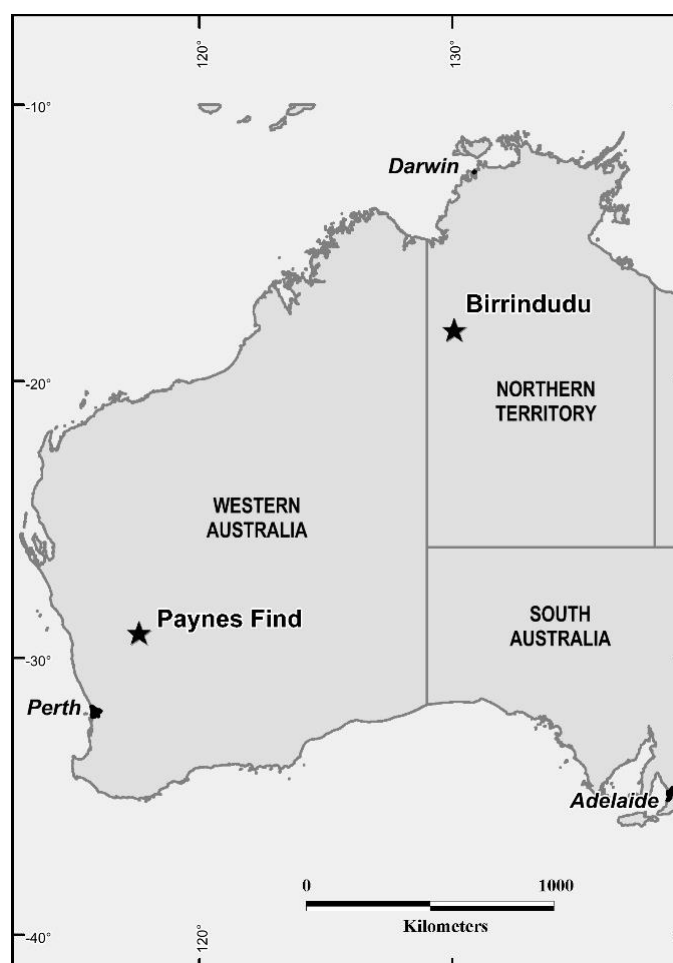 120°
130°
-10°
Darwin
Birrindudu
-20°
NORTHERN
TERRITORY
WESTERN
AUSTRALIA
Paynes Find
SOUTH
AUSTRALIA
-30°
Perth
Adelaide
0 1000
Kilometers
-40°
120°
130°